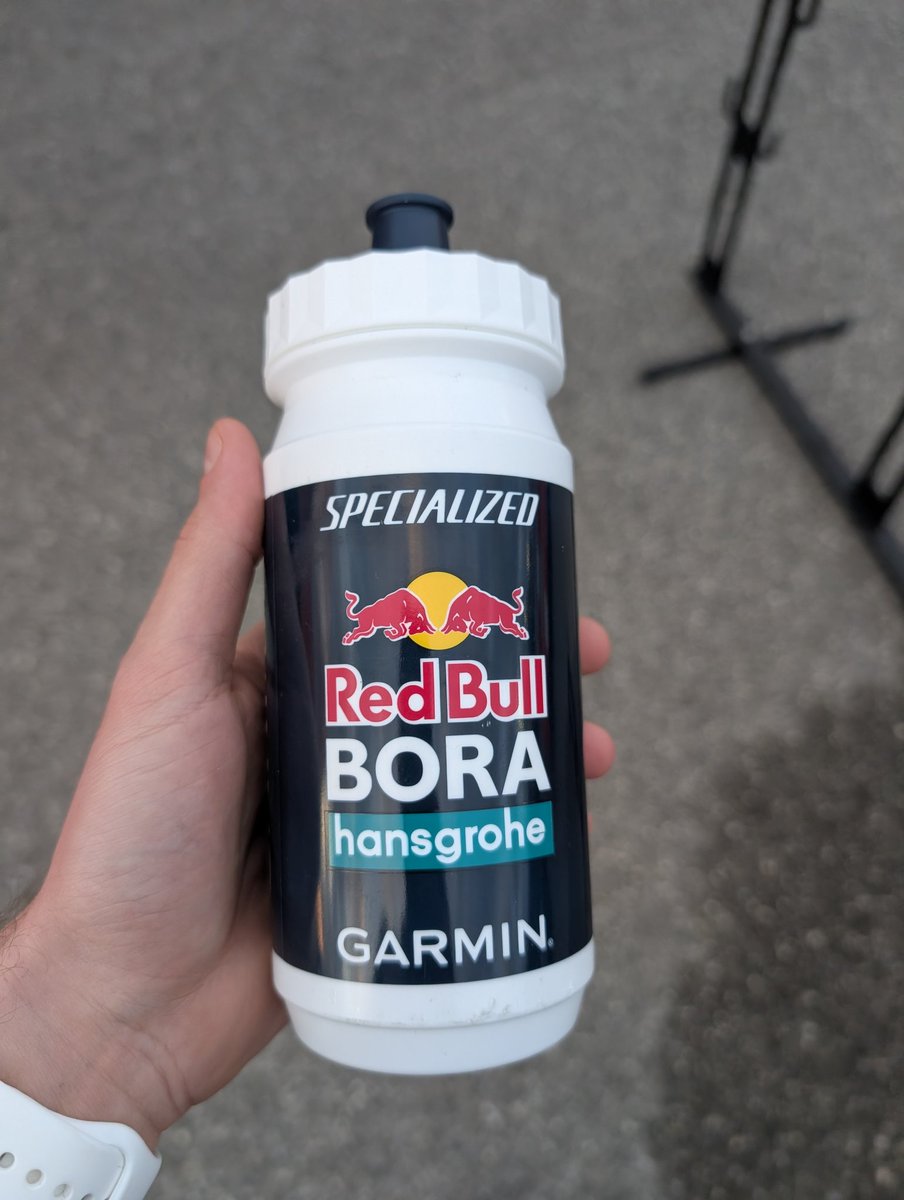 SPECIALIZED
Red Bull
BORA
hansgrohe
GARMIN®